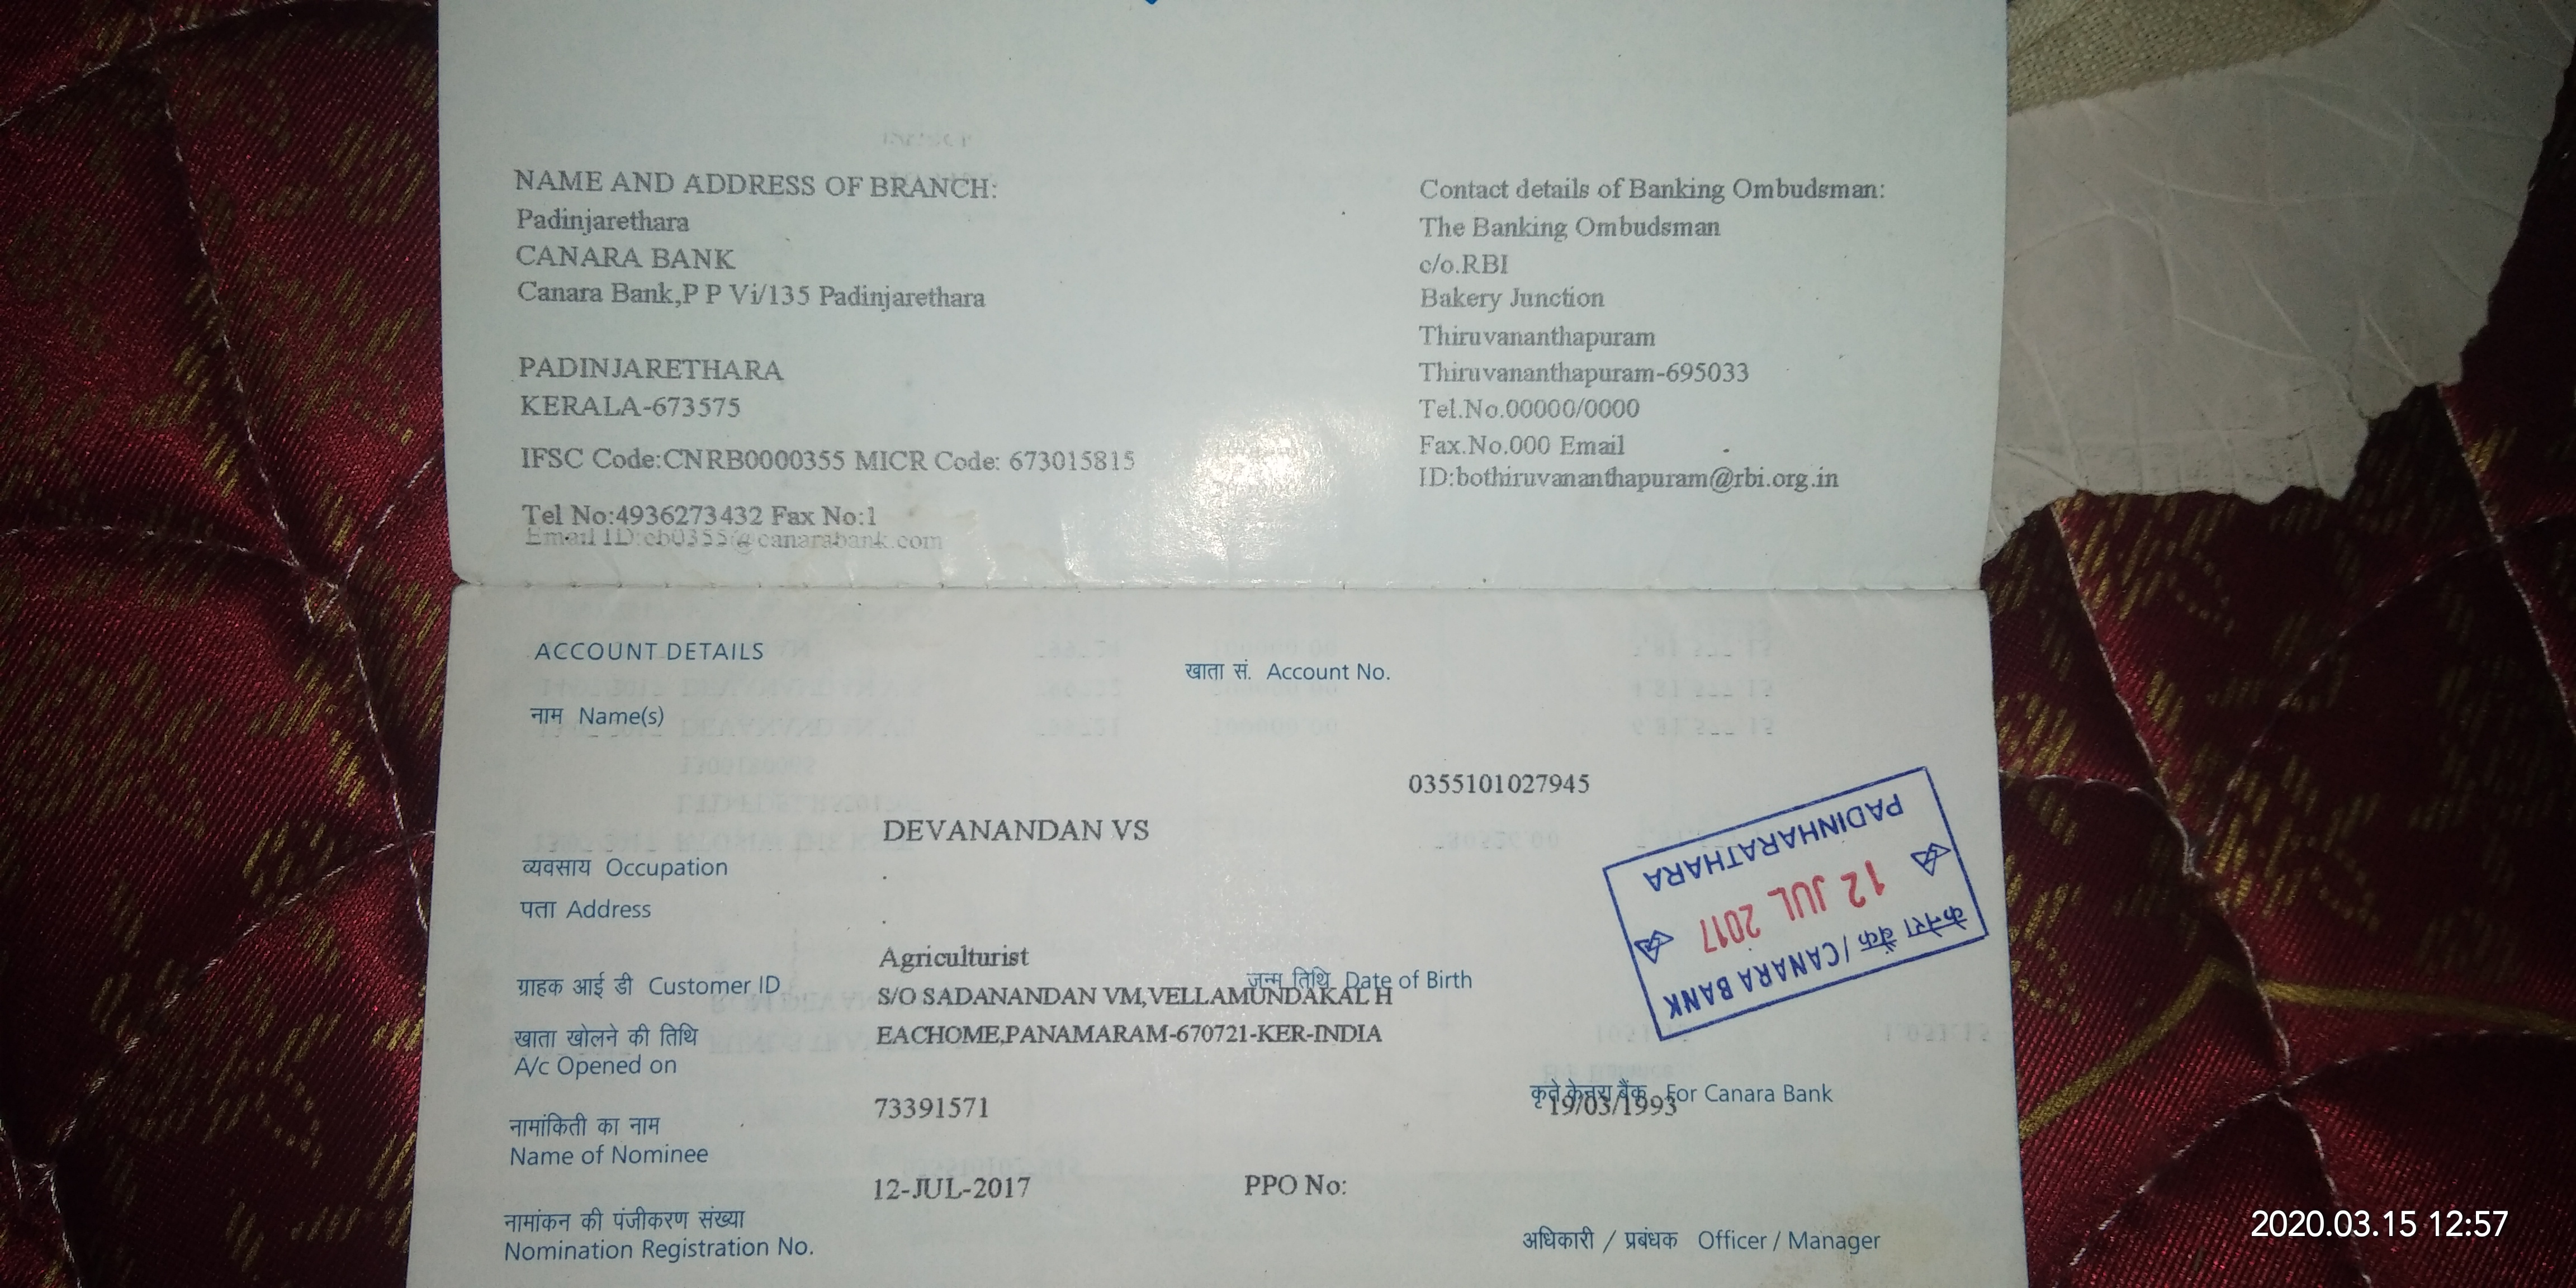 NAME AND ADDRESS OF BRANCH:
Padinjarethara
CANARA BANK
Canara Bank,P P Vi/135 Padinjarethara
PADINJARETHARA
KERALA-673575
IFSC Code:CNRB0000355 MICR Code: 673015815
Tel No:4936273432 Fax No:1
Email ID:cb0355@canarabank.com
Contact details of Banking Ombudsman:
The Banking Ombudsman
c/o.RBI
Bakery Junction
Thiruvananthapuram
Thiruvananthapuram-695033
Tel.No.00000/0000
Fax.No.000 Email
ID:bothiruvananthapuram@rbi.org.in
ACCOUNT DETAILS
खाता सं. Account No.
नाम Name(s)
0355101027945
DEVANANDAN VS
व्यवसाय Occupation
पता Address
Agriculturist
ग्राहक आई डी Customer ID
जन्म तिथि Date of Birth
S/O SADANANDAN VM,VELLAMUNDAKAL H
EACHOME,PANAMARAM-670721-KER-INDIA
खाता खोलने की तिथि
A/c Opened on
73391571
कृते केनरा बैंक For Canara Bank
19/03/1993
नामांकिती का नाम
Name of Nominee
12-JUL-2017
PPO No:
नामांकन की पंजीकरण संख्या
Nomination Registration No.
अधिकारी / प्रबंधक Officer / Manager
केनरा बैंक / CANARA BANK
12 JUL 2017
PADINHARATHARA
2020.03.15 12:57